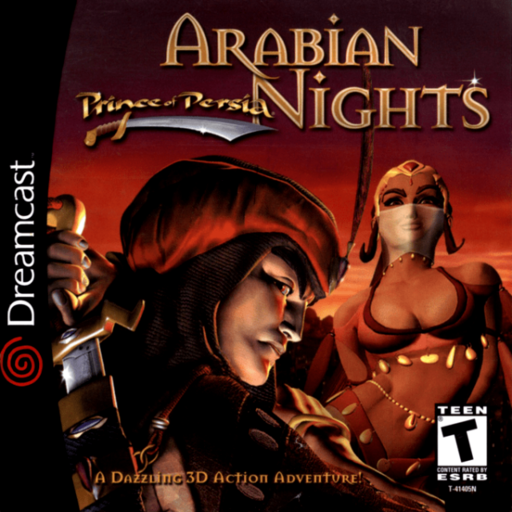 ARABIAN
Prince of Persia
NIGHTS
Dreamcast
A DAZZLING 3D ACTION ADVENTURE!
TEEN
T
CONTENT RATED BY
ESRB
T-41405N